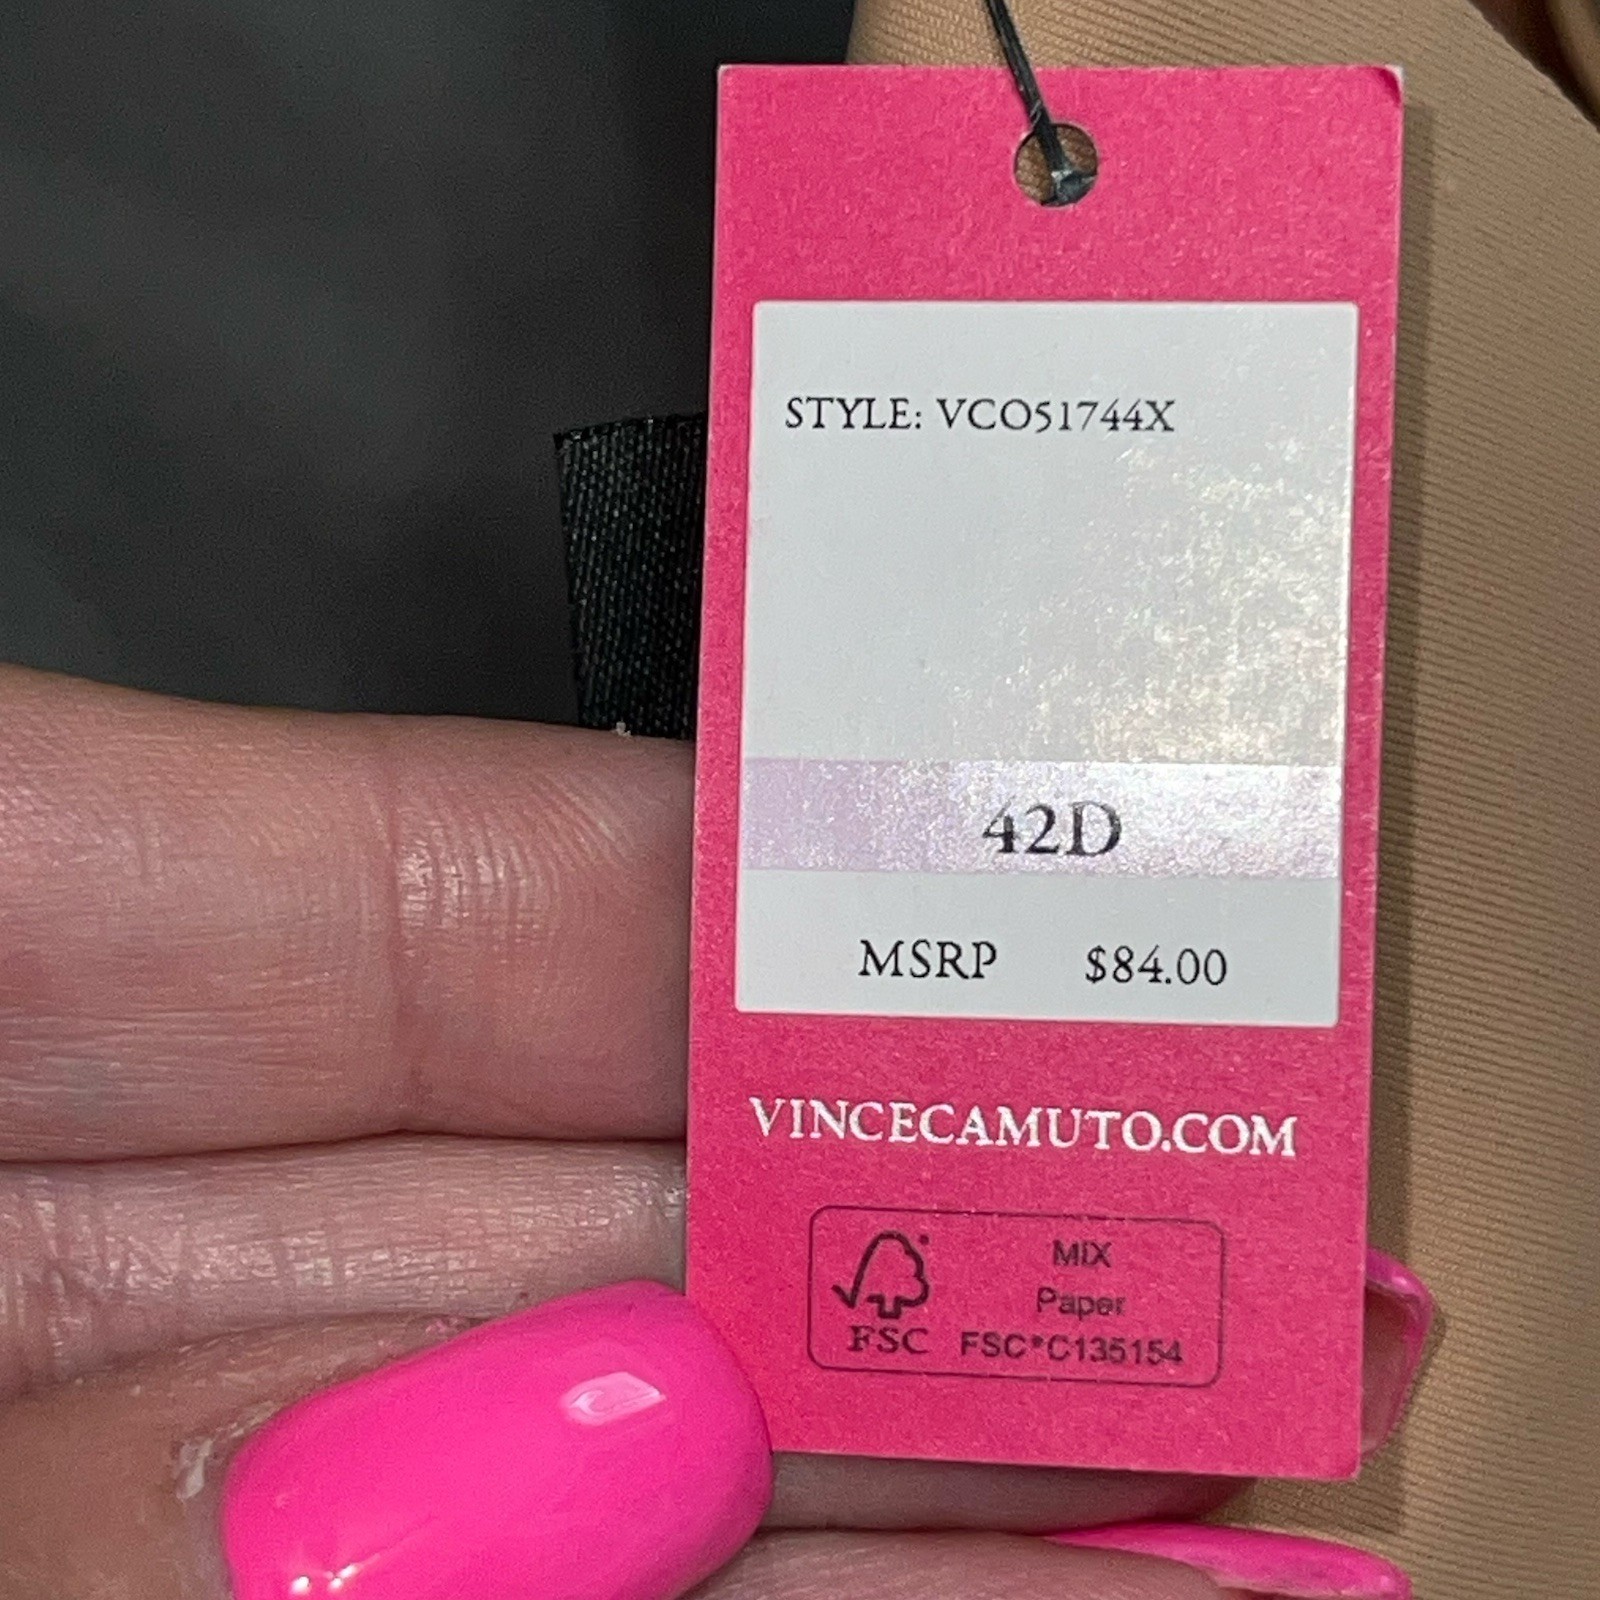 STYLE: VCO51744X
42D
MSRP $84.00
VINCECAMUTO.COM
MIX
Paper
FSC FSC®C135154